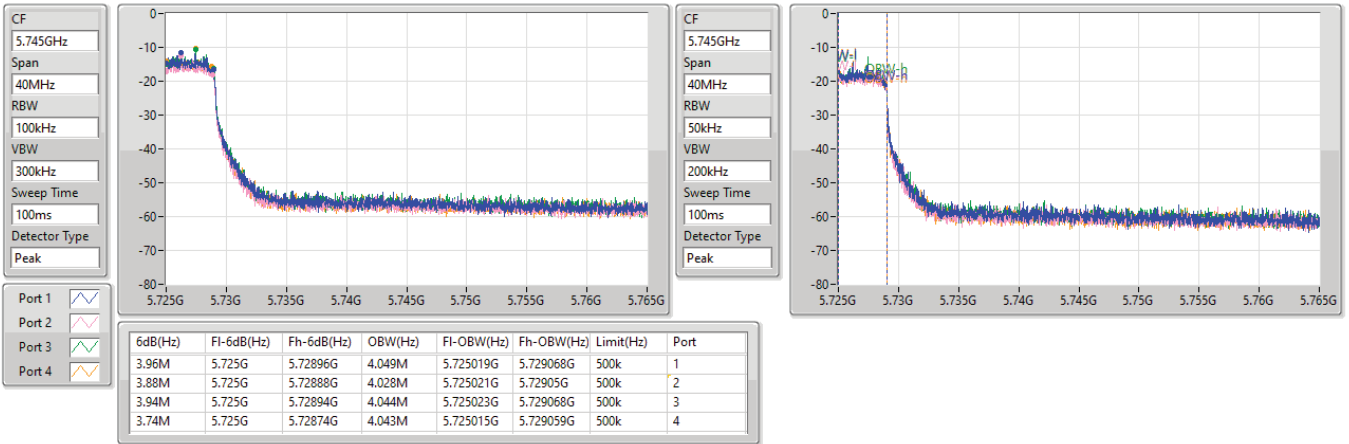 CF
5.745GHz
Span
40MHz
RBW
100kHz
VBW
300kHz
Sweep Time
100ms
Detector Type
Peak
0-
-10-
-20-
-30-
-40-
-50-
-60-
-70-
-80-
5.725G 5.73G 5.735G 5.74G 5.745G 5.75G 5.755G 5.76G 5.765G
CF
5.745GHz
Span
40MHz
RBW
50kHz
VBW
200kHz
Sweep Time
100ms
Detector Type
Peak
0-
-10-
-20-
-30-
-40-
-50-
-60-
-70-
-80-
5.725G 5.73G 5.735G 5.74G 5.745G 5.75G 5.755G 5.76G 5.765G
OBW-h
Port 1
Port 2
Port 3
Port 4
6dB(Hz) Fl-6dB(Hz) Fh-6dB(Hz) OBW(Hz) Fl-OBW(Hz) Fh-OBW(Hz) Limit(Hz) Port
3.96M 5.725G 5.72896G 4.049M 5.725019G 5.729068G 500k 1
3.88M 5.725G 5.72888G 4.028M 5.725021G 5.72905G 500k 2
3.94M 5.725G 5.72894G 4.044M 5.725023G 5.729068G 500k 3
3.74M 5.725G 5.72874G 4.043M 5.725015G 5.729059G 500k 4